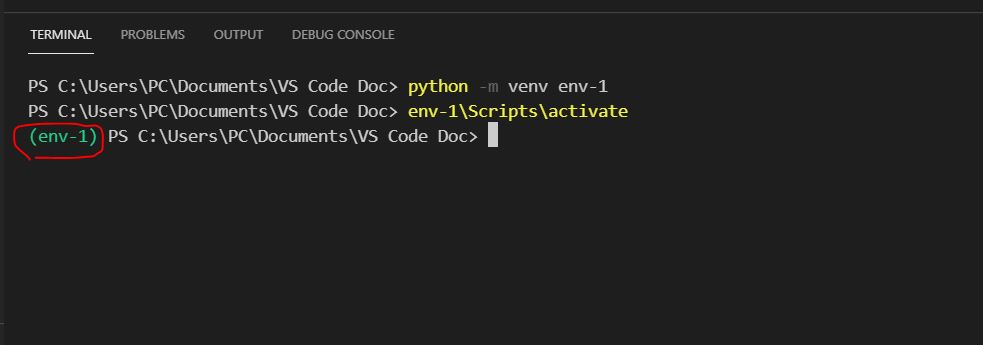 TERMINAL PROBLEMS OUTPUT DEBUG CONSOLE
PS C:\Users\PC\Documents\VS Code Doc> python -m venv env-1
PS C:\Users\PC\Documents\VS Code Doc> env-1\Scripts\activate
(env-1) PS C:\Users\PC\Documents\VS Code Doc>